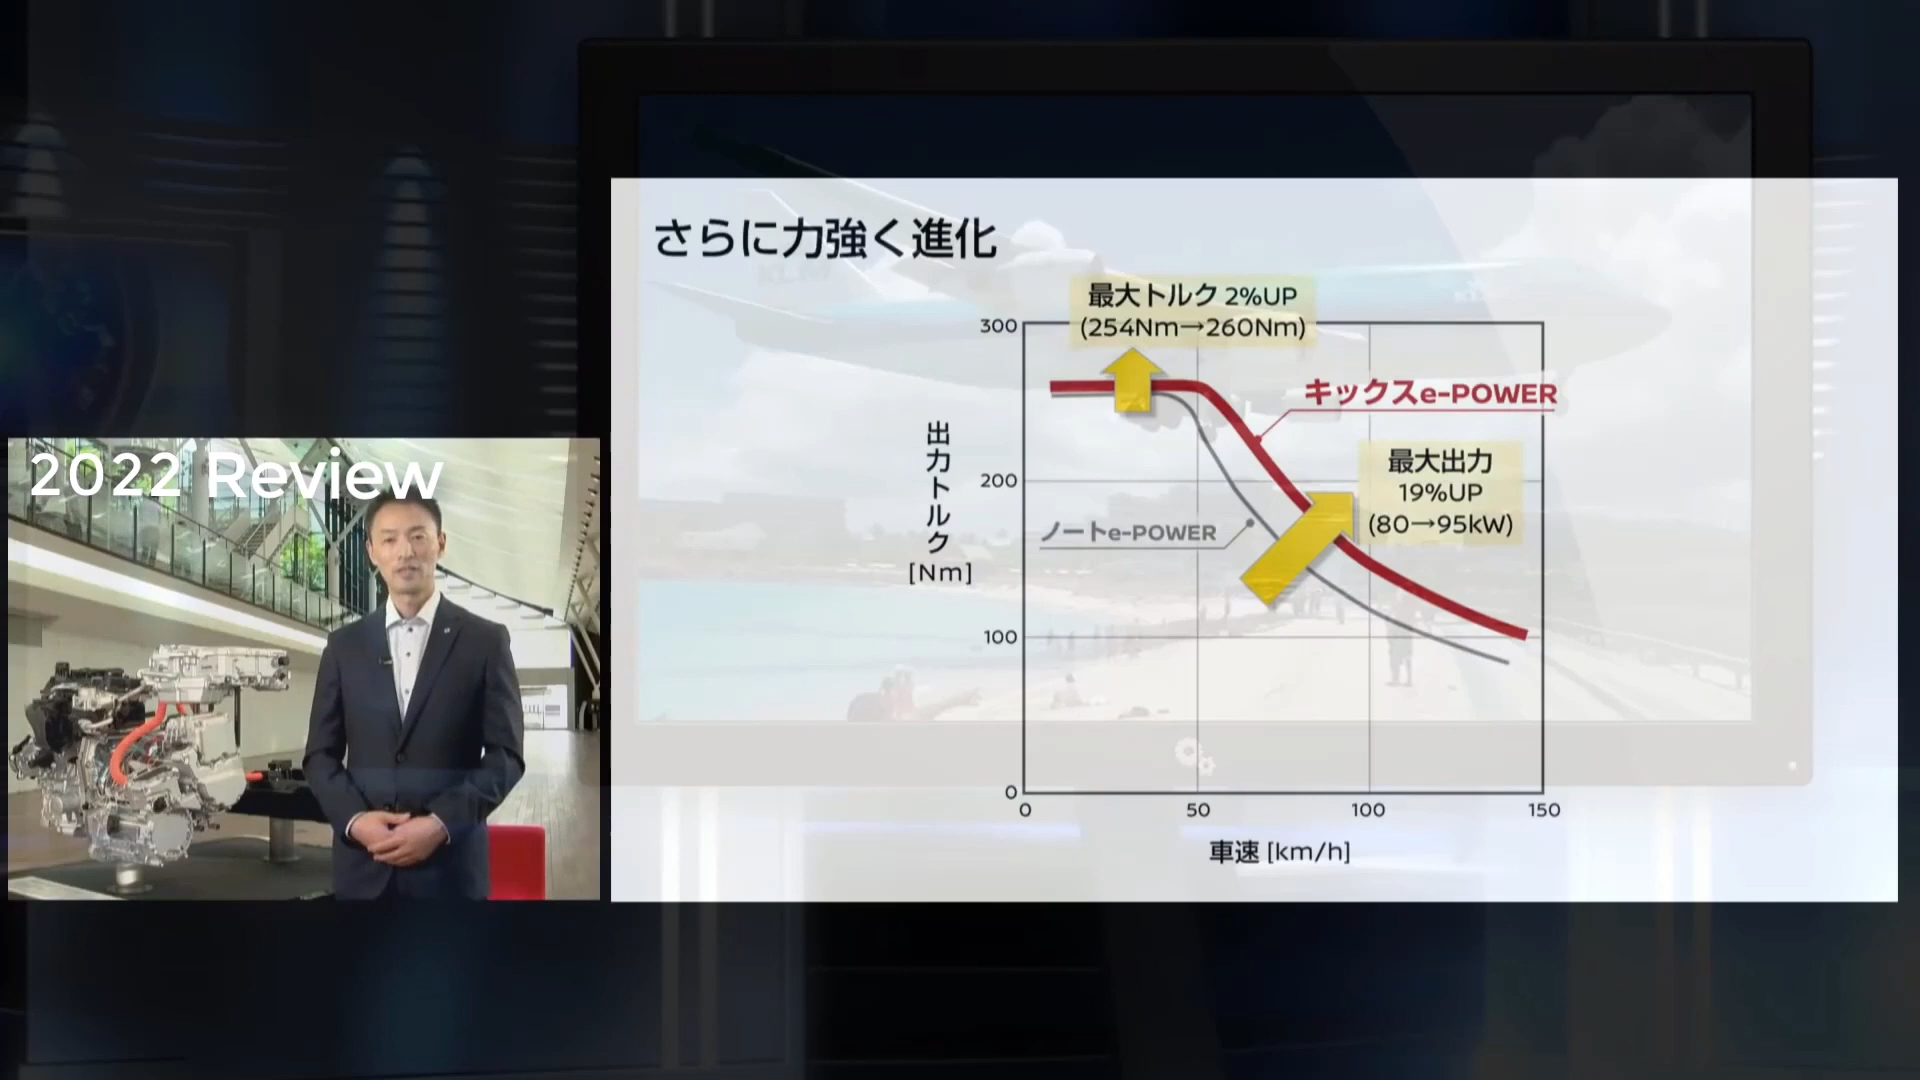 2022 Review
さらに力強く進化
最大トルク 2%UP
(254Nm→260Nm)
キックスe-POWER
最大出力
19%UP
(80→95kW)
ノートe-POWER
出力トルク
[Nm]
300
200
100
0
0 50 100 150
車速 [km/h]